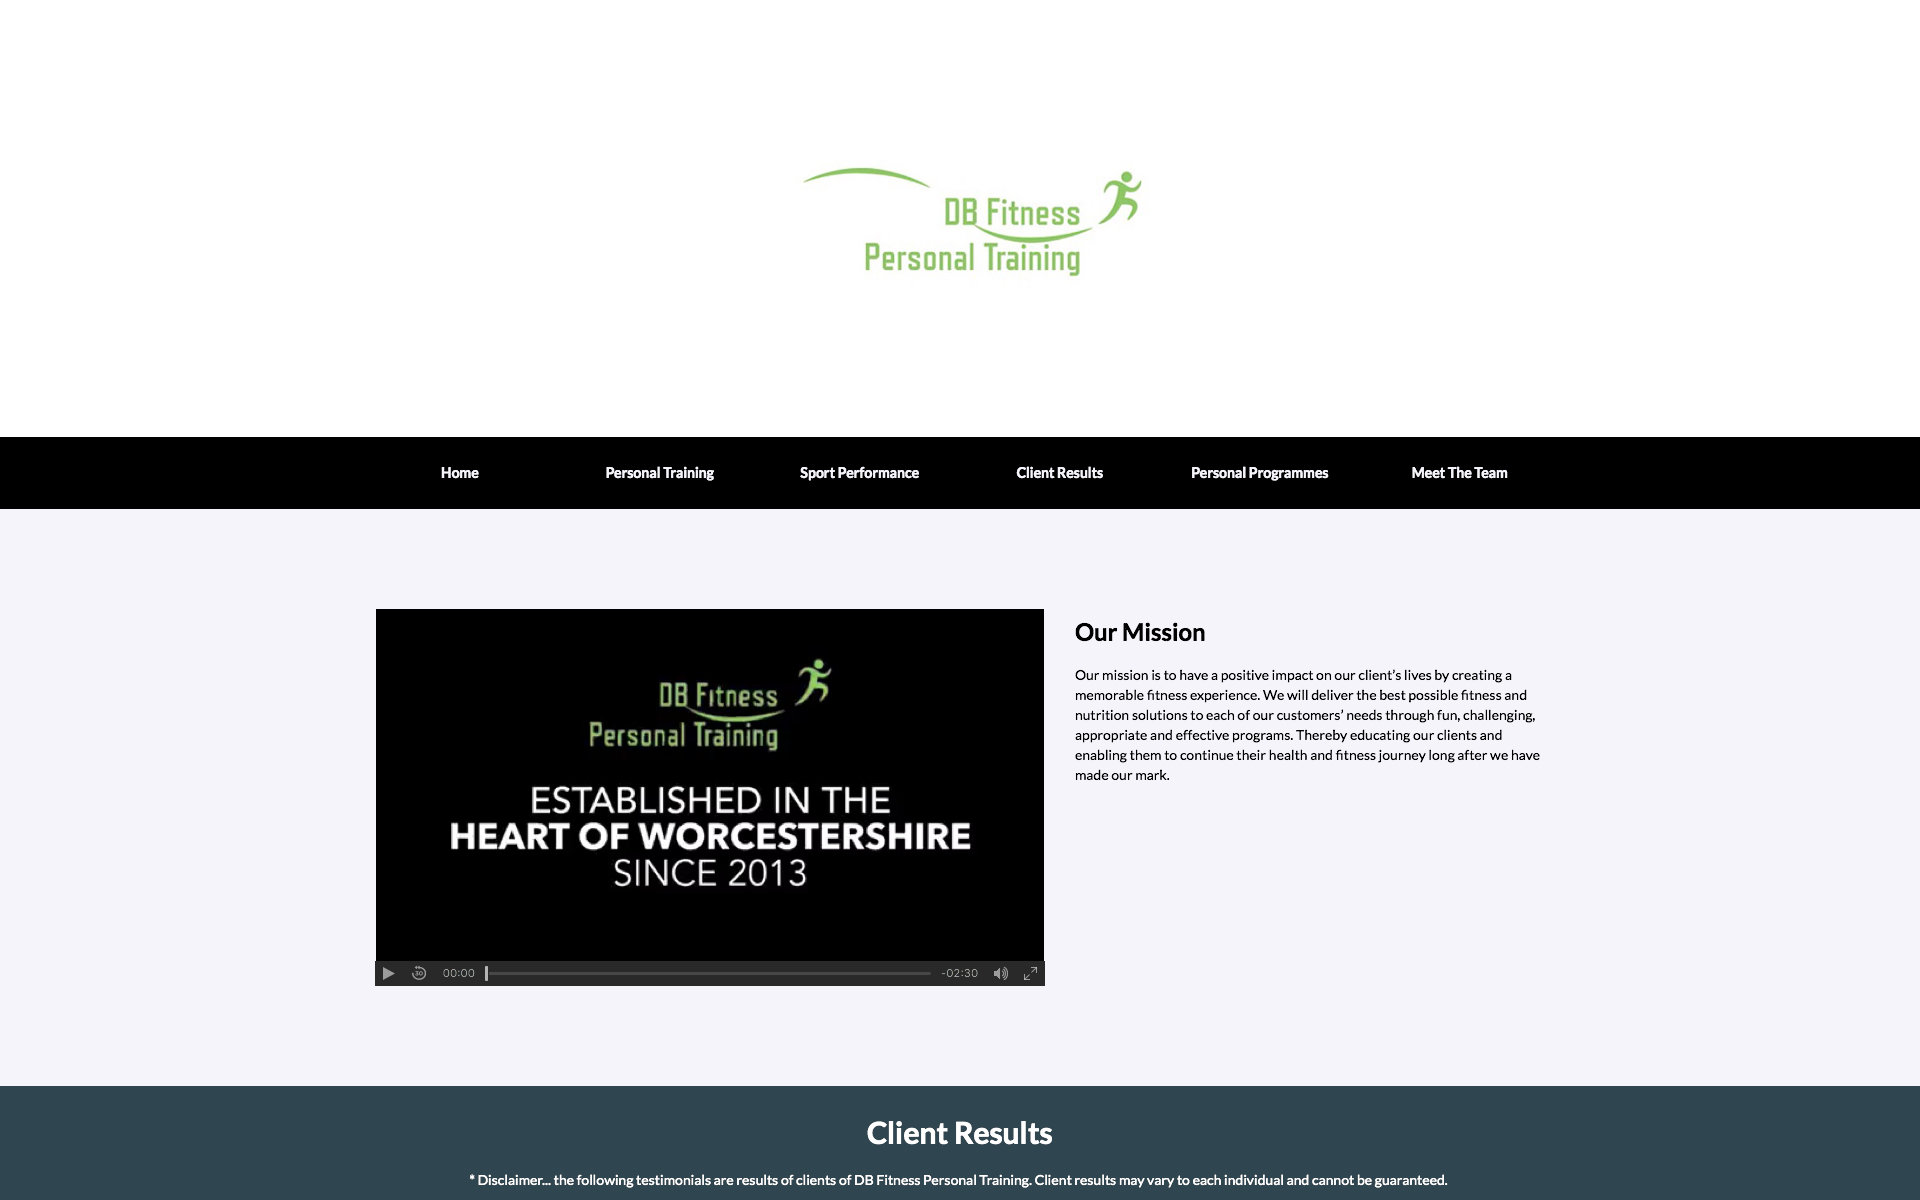 DB Fitness
Personal Training
Home
Personal Training
Sport Performance
Client Results
Personal Programmes
Meet The Team
DB Fitness
Personal Training
ESTABLISHED IN THE
HEART OF WORCESTERSHIRE
SINCE 2013
30
00:00
-02:30
Our Mission
Our mission is to have a positive impact on our client's lives by creating a
memorable fitness experience. We will deliver the best possible fitness and
nutrition solutions to each of our customers’ needs through fun, challenging,
appropriate and effective programs. Thereby educating our clients and
enabling them to continue their health and fitness journey long after we have
made our mark.
Client Results
* Disclaimer... the following testimonials are results of clients of DB Fitness Personal Training. Client results may vary to each individual and cannot be guaranteed.